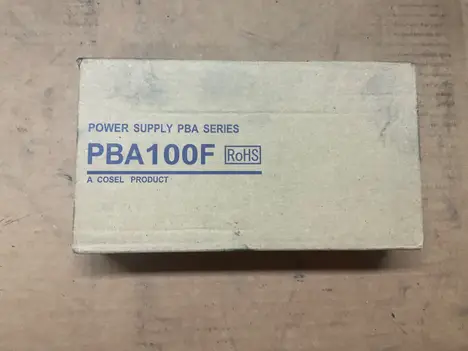 POWER SUPPLY PBA SERIES
PBA100F RoHS
A COSEL PRODUCT